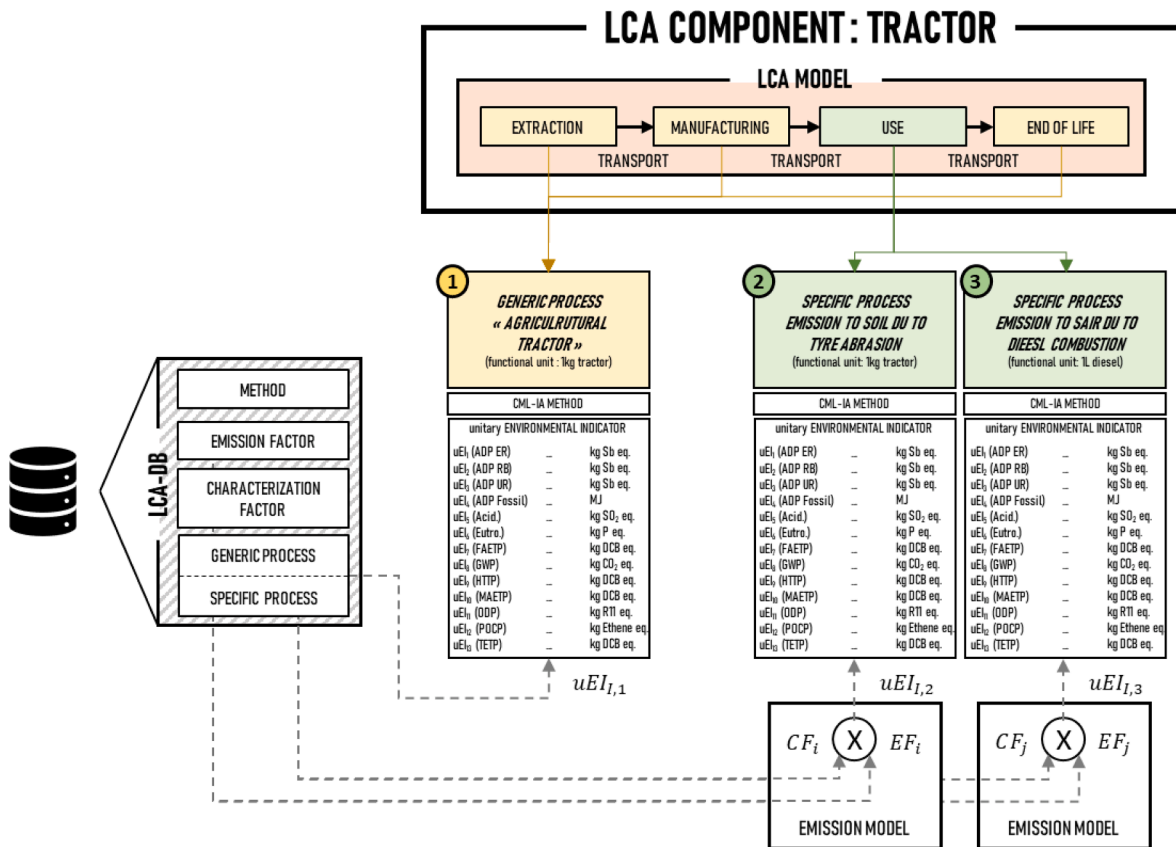 LCA COMPONENT : TRACTOR
LCA MODEL
EXTRACTION
MANUFACTURING
USE
END OF LIFE
TRANSPORT
TRANSPORT
TRANSPORT
1
GENERIC PROCESS
« AGRICULRUTURAL
TRACTOR »
(functional unit : 1kg tractor)
CML-IA METHOD
unitary ENVIRONMENTAL INDICATOR
uEI₁ (ADP ER) _ kg Sb eq.
uEI₂ (ADP RB) _ kg Sb eq.
uEI₃ (ADP UR) _ kg Sb eq.
uEI₄ (ADP Fossil) _ MJ
uEI₅ (Acid.) _ kg SO₂ eq.
uEI₆ (Eutro.) _ kg P eq.
uEI₇ (FAETP) _ kg DCB eq.
uEI₈ (GWP) _ kg CO₂ eq.
uEI₉ (HTTP) _ kg DCB eq.
uEI₁₀ (MAETP) _ kg DCB eq.
uEI₁₁ (ODP) _ kg R11 eq.
uEI₁₂ (POCP) _ kg Ethene eq.
uEI₁₃ (TETP) _ kg DCB eq.
uEI_{I,1}
2
SPECIFIC PROCESS
EMISSION TO SOIL DU TO
TYRE ABRASION
(functional unit: 1kg tractor)
CML-IA METHOD
unitary ENVIRONMENTAL INDICATOR
uEI₁ (ADP ER) _ kg Sb eq.
uEI₂ (ADP RB) _ kg Sb eq.
uEI₃ (ADP UR) _ kg Sb eq.
uEI₄ (ADP Fossil) _ MJ
uEI₅ (Acid.) _ kg SO₂ eq.
uEI₆ (Eutro.) _ kg P eq.
uEI₇ (FAETP) _ kg DCB eq.
uEI₈ (GWP) _ kg CO₂ eq.
uEI₉ (HTTP) _ kg DCB eq.
uEI₁₀ (MAETP) _ kg DCB eq.
uEI₁₁ (ODP) _ kg R11 eq.
uEI₁₂ (POCP) _ kg Ethene eq.
uEI₁₃ (TETP) _ kg DCB eq.
uEI_{I,2}
3
SPECIFIC PROCESS
EMISSION TO SAIR DU TO
DIEESL COMBUSTION
(functional unit: 1L diesel)
CML-IA METHOD
unitary ENVIRONMENTAL INDICATOR
uEI₁ (ADP ER) _ kg Sb eq.
uEI₂ (ADP RB) _ kg Sb eq.
uEI₃ (ADP UR) _ kg Sb eq.
uEI₄ (ADP Fossil) _ MJ
uEI₅ (Acid.) _ kg SO₂ eq.
uEI₆ (Eutro.) _ kg P eq.
uEI₇ (FAETP) _ kg DCB eq.
uEI₈ (GWP) _ kg CO₂ eq.
uEI₉ (HTTP) _ kg DCB eq.
uEI₁₀ (MAETP) _ kg DCB eq.
uEI₁₁ (ODP) _ kg R11 eq.
uEI₁₂ (POCP) _ kg Ethene eq.
uEI₁₃ (TETP) _ kg DCB eq.
uEI_{I,3}
LCA-DB
METHOD
EMISSION FACTOR
CHARACTERIZATION
FACTOR
GENERIC PROCESS
SPECIFIC PROCESS
CFᵢ X EFᵢ
EMISSION MODEL
CFⱼ X EFⱼ
EMISSION MODEL